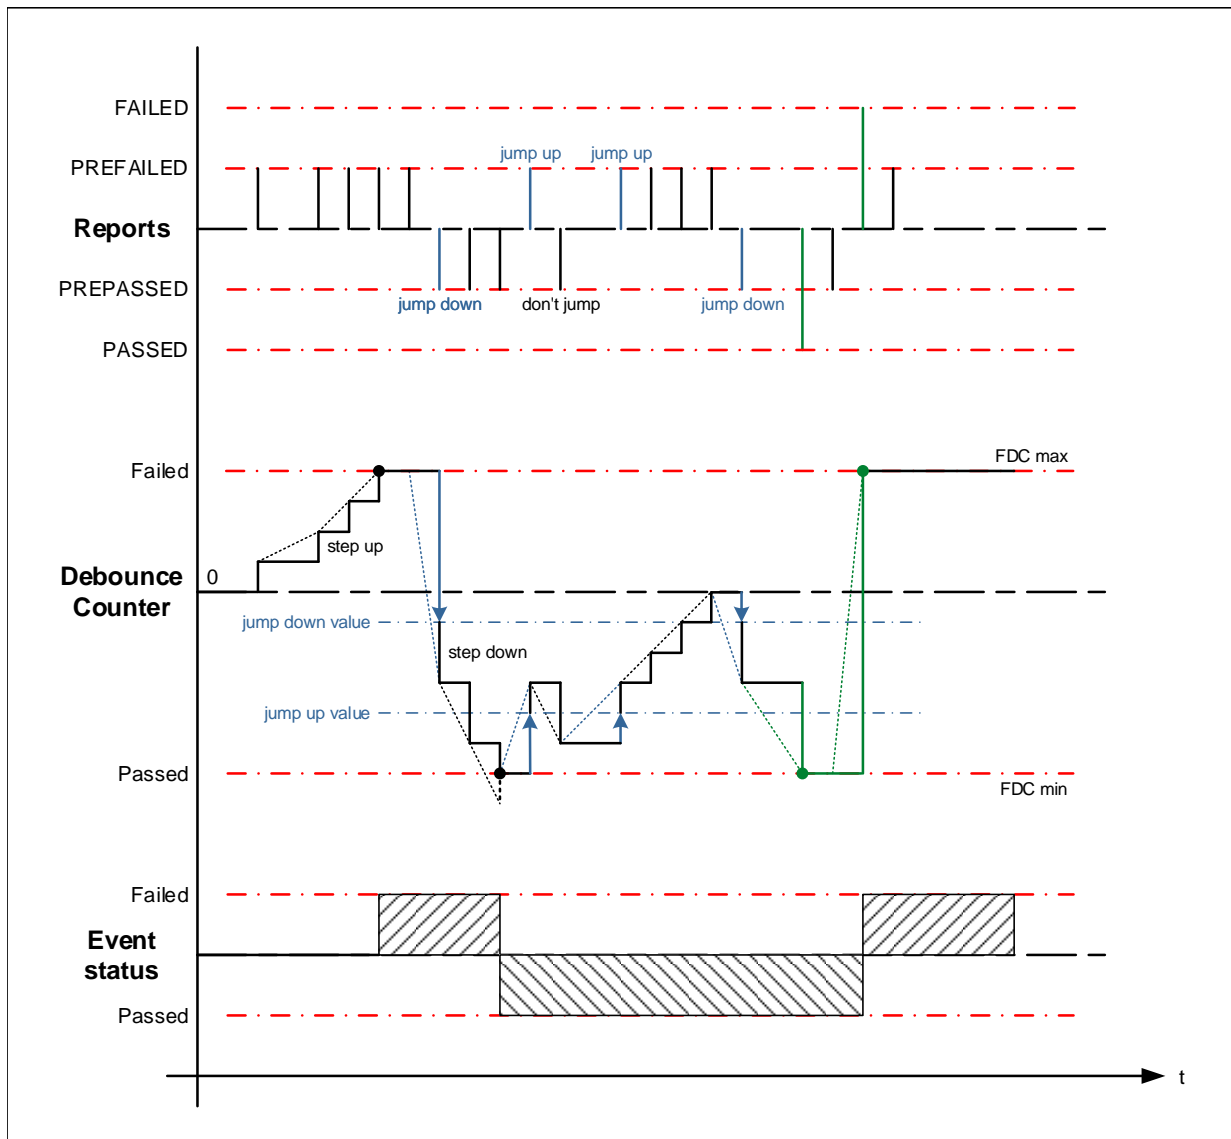 FAILED
jump up
jump up
PREFAILED
Reports
PREPASSED
jump down
don't jump
jump down
PASSED
Failed
FDC max
step up
0
Debounce
Counter
jump down value
step down
jump up value
Passed
FDC min
Failed
Event
status
Passed
t